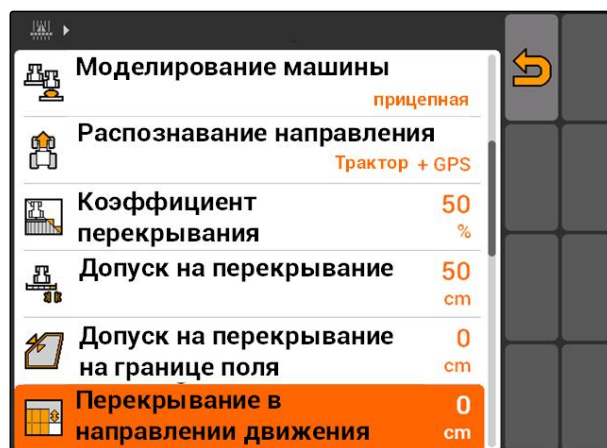 Моделирование машины
прицепная
Распознавание направления
Трактор + GPS
Коэффициент
перекрывания
50
%
Допуск на перекрывание
50
cm
Допуск на перекрывание
на границе поля
0
cm
Перекрывание в
направлении движения
0
cm